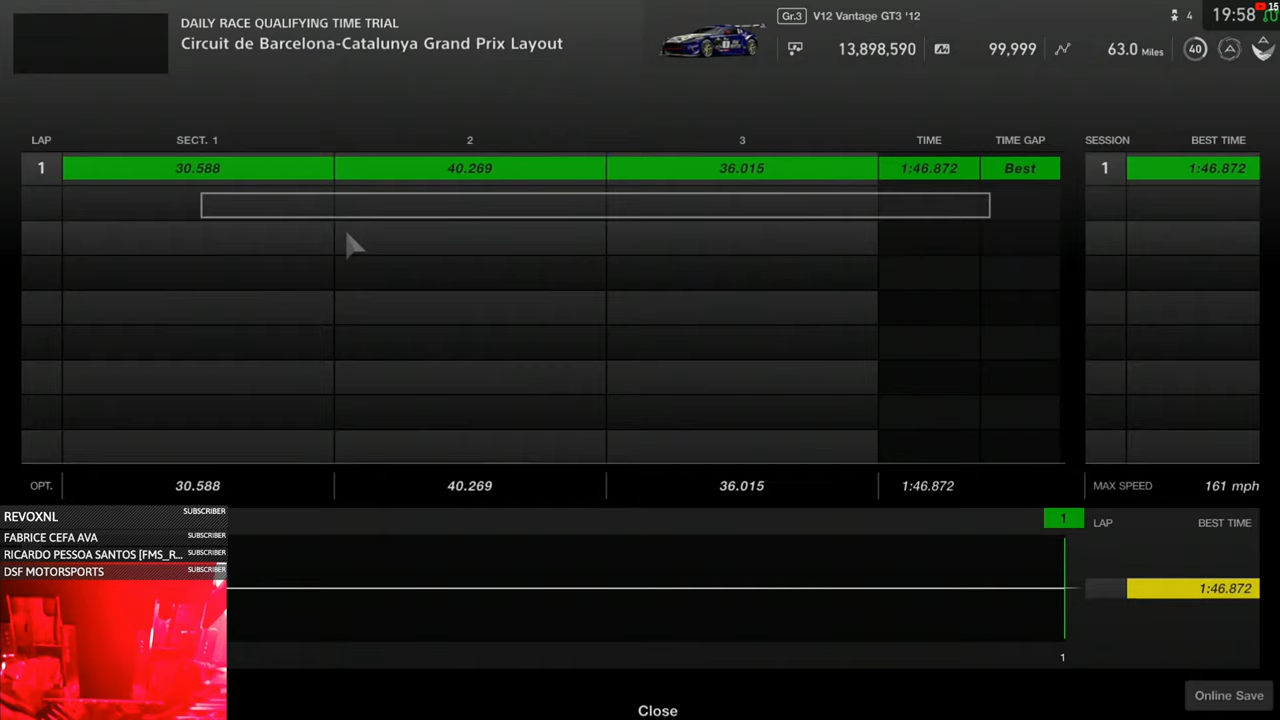 DAILY RACE QUALIFYING TIME TRIAL
Circuit de Barcelona-Catalunya Grand Prix Layout
Gr.3 V12 Vantage GT3 '12
4 19:58 15
13,898,590 99,999 63.0 Miles 40
LAP SECT. 1 2 3 TIME TIME GAP SESSION BEST TIME
1 30.588 40.269 36.015 1:46.872 Best 1 1:46.872
OPT. 30.588 40.269 36.015 1:46.872 MAX SPEED 161 mph
REVOXNL SUBSCRIBER
FABRICE CEFA AVA SUBSCRIBER
RICARDO PESSOA SANTOS [FMS_R... SUBSCRIBER
DSF MOTORSPORTS SUBSCRIBER
1 LAP BEST TIME
1:46.872
1
Online Save
Close